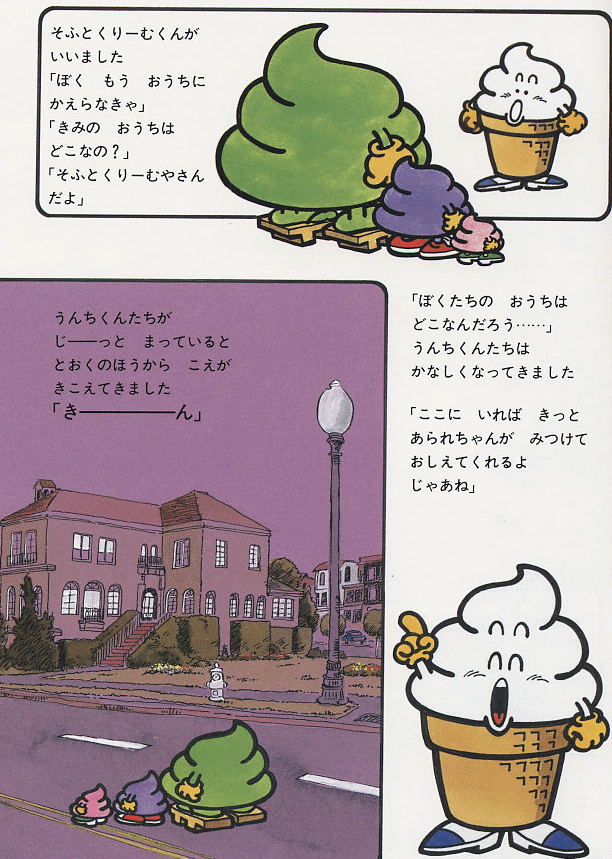 そふとくりーむくんが
いいました
「ぼく　もう　おうちに
かえらなきゃ」
「きみの　おうちは
どこなの？」
「そふとくりーむやさん
だよ」
「ぼくたちの　おうちは
どこなんだろう……」
うんちくんたちは
かなしくなってきました
「ここに　いれば　きっと
あられちゃんが　みつけて
おしえてくれるよ
じゃあね」
うんちくんたちが
じ──っと　まっていると
とおくのほうから　こえが
きこえてきました
「き──────ん」